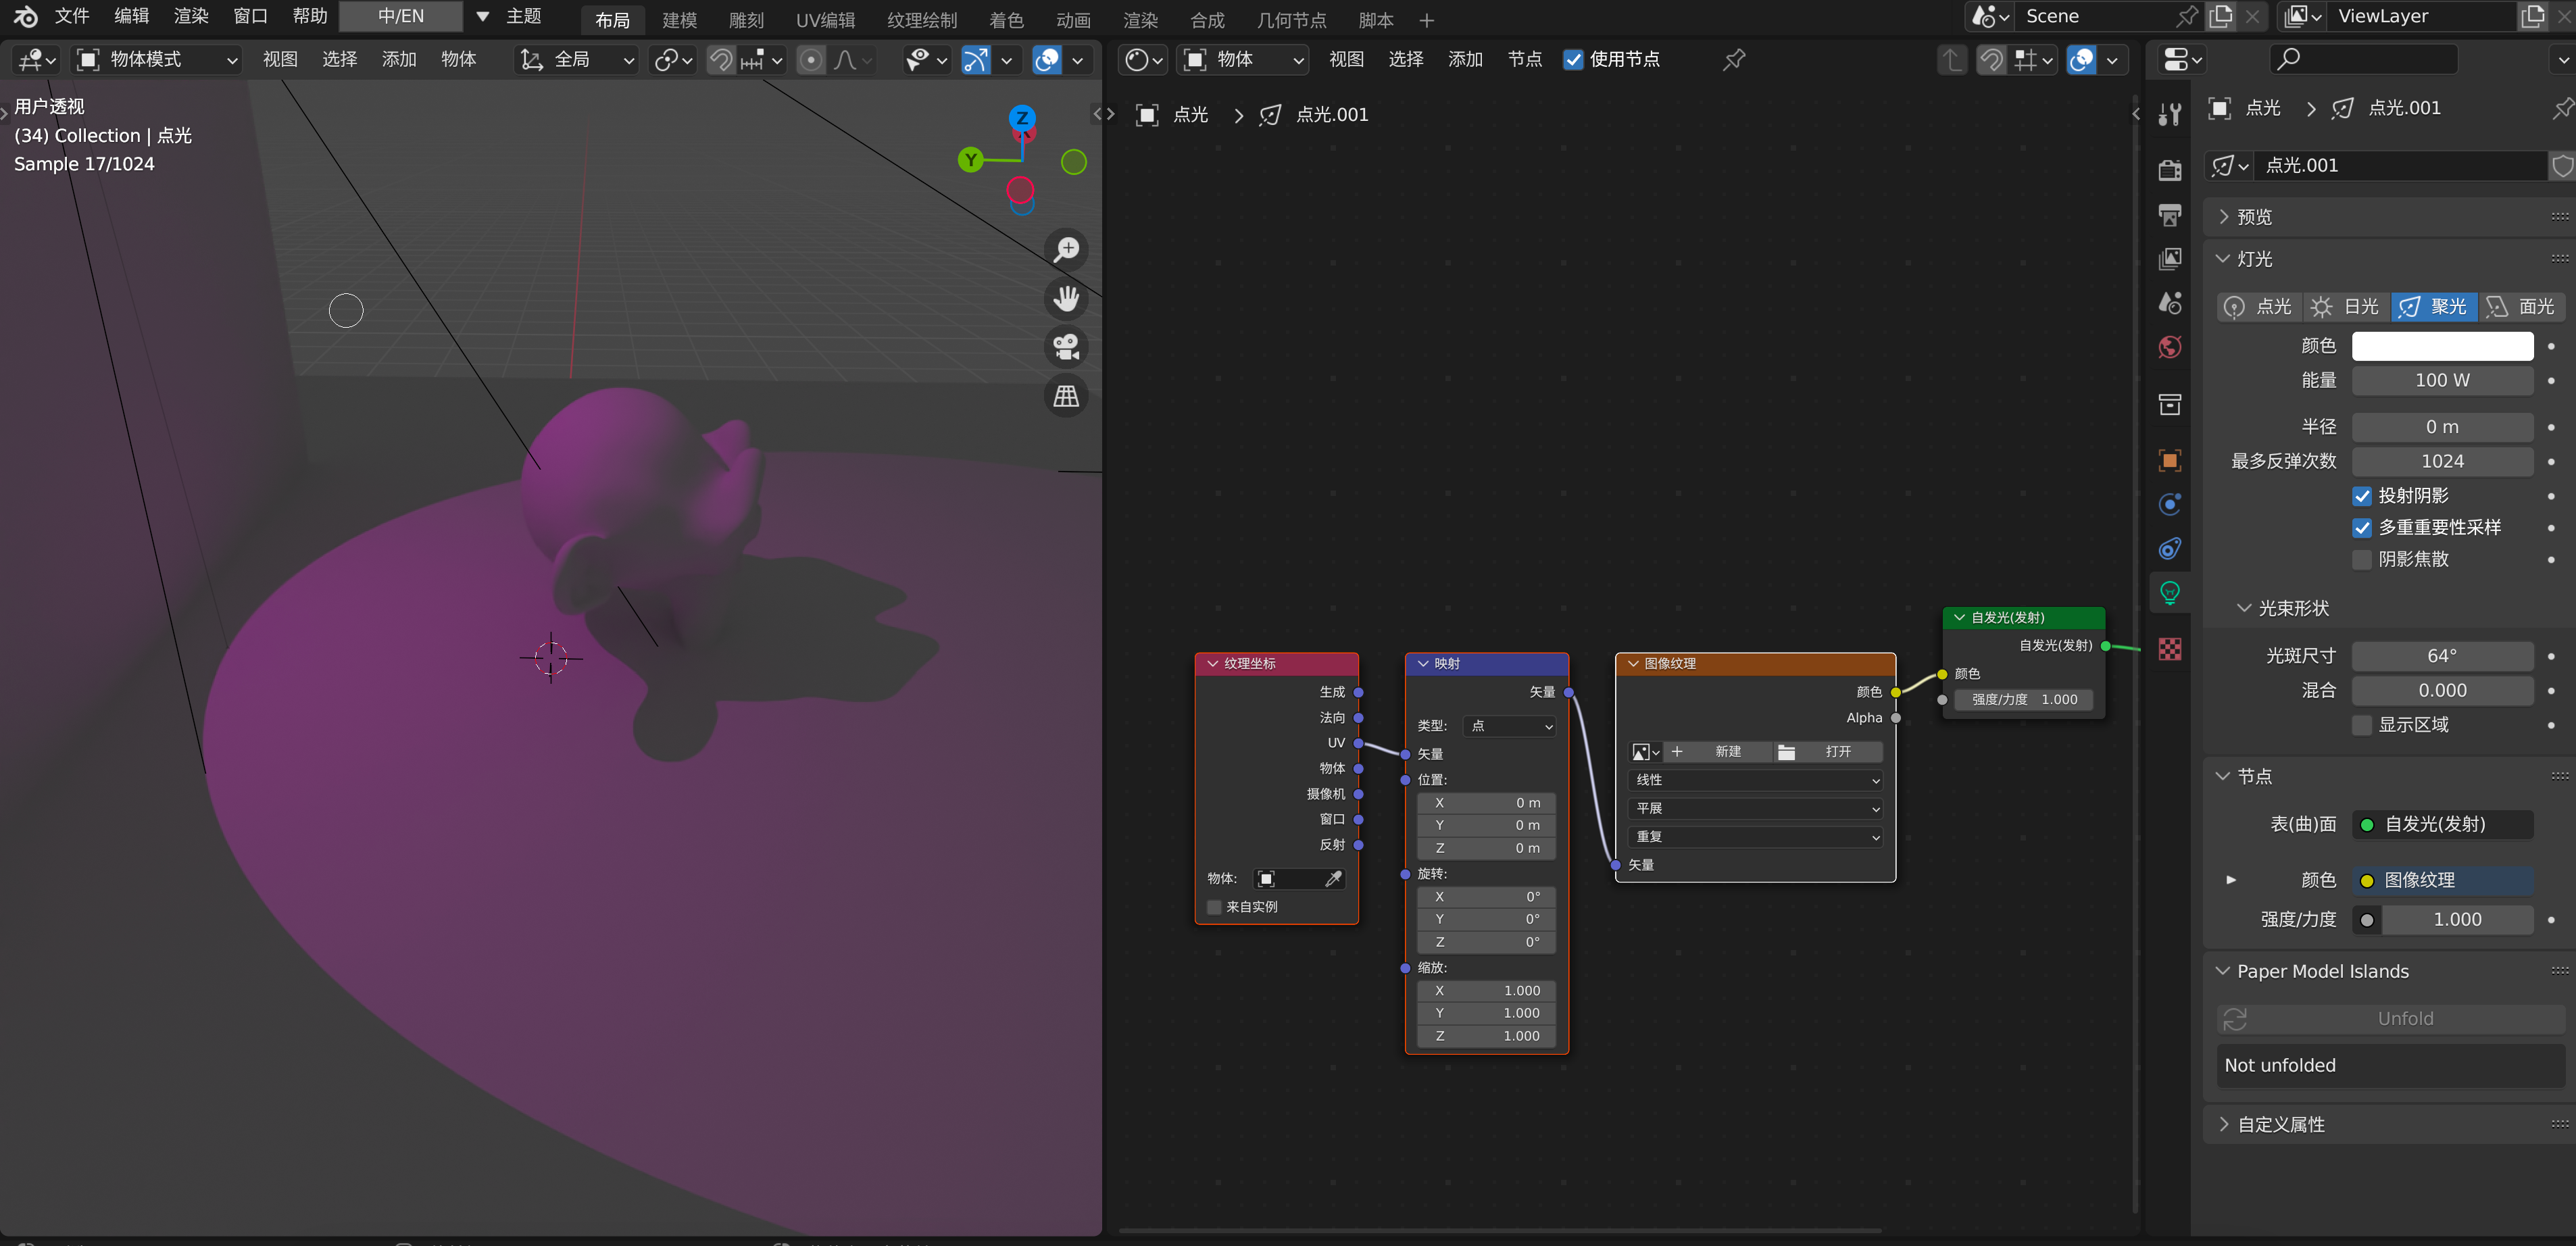 文件 编辑 渲染 窗口 帮助 中/EN 主题 布局 建模 雕刻 UV编辑 纹理绘制 着色 动画 渲染 合成 几何节点 脚本 + Scene ViewLayer
物体模式 视图 选择 添加 物体 全局
用户透视
(34) Collection | 点光
Sample 17/1024
Z
Y
物体 视图 选择 添加 节点 使用节点
点光 > 点光.001
纹理坐标
生成
法向
UV
物体
摄像机
窗口
反射
物体:
来自实例
映射
矢量
类型: 点
矢量
位置:
X 0 m
Y 0 m
Z 0 m
旋转:
X 0°
Y 0°
Z 0°
缩放:
X 1.000
Y 1.000
Z 1.000
图像纹理
颜色
Alpha
新建 打开
线性
平展
重复
矢量
自发光(发射)
自发光(发射)
颜色
强度/力度 1.000
点光 > 点光.001
点光.001
预览
灯光
点光 日光 聚光 面光
颜色
能量 100 W
半径 0 m
最多反弹次数 1024
投射阴影
多重重要性采样
阴影焦散
光束形状
光斑尺寸 64°
混合 0.000
显示区域
节点
表(曲)面 自发光(发射)
颜色 图像纹理
强度/力度 1.000
Paper Model Islands
Unfold
Not unfolded
自定义属性